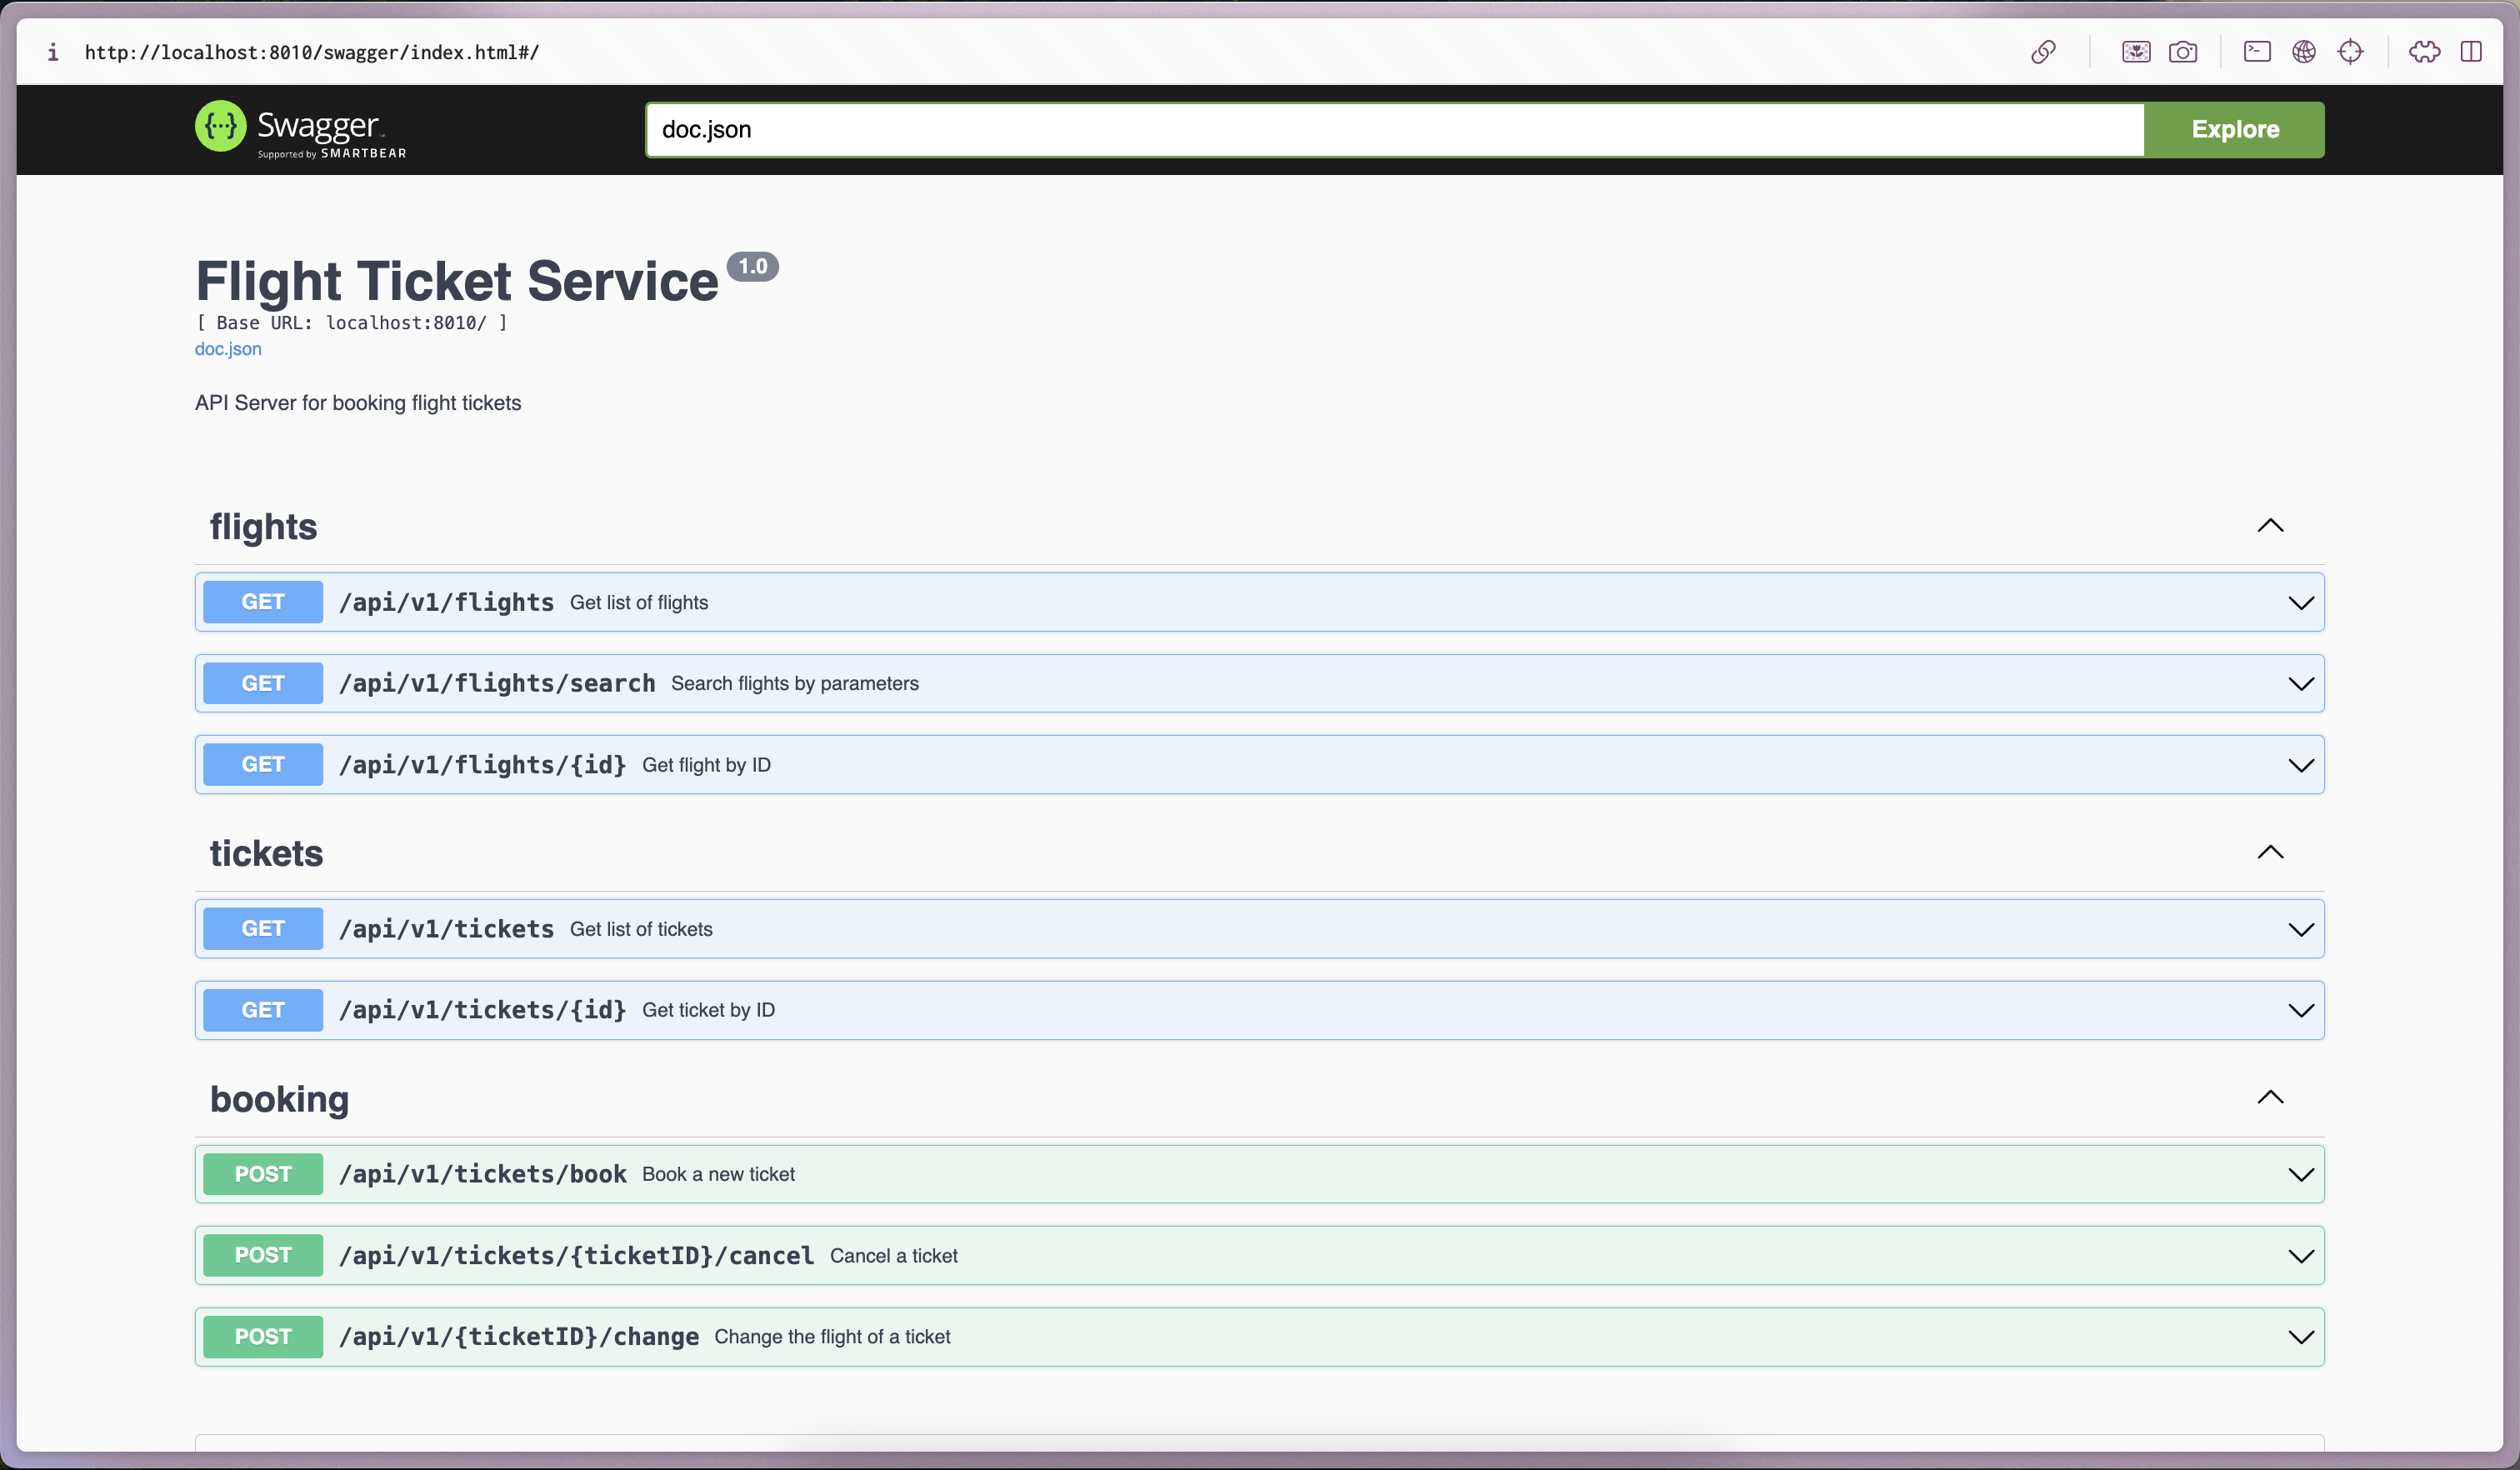 http://localhost:8010/swagger/index.html#/
Swagger
Supported by SMARTBEAR
doc.json
Explore
Flight Ticket Service 1.0
[ Base URL: localhost:8010/ ]
doc.json
API Server for booking flight tickets
flights
GET /api/v1/flights Get list of flights
GET /api/v1/flights/search Search flights by parameters
GET /api/v1/flights/{id} Get flight by ID
tickets
GET /api/v1/tickets Get list of tickets
GET /api/v1/tickets/{id} Get ticket by ID
booking
POST /api/v1/tickets/book Book a new ticket
POST /api/v1/tickets/{ticketID}/cancel Cancel a ticket
POST /api/v1/{ticketID}/change Change the flight of a ticket